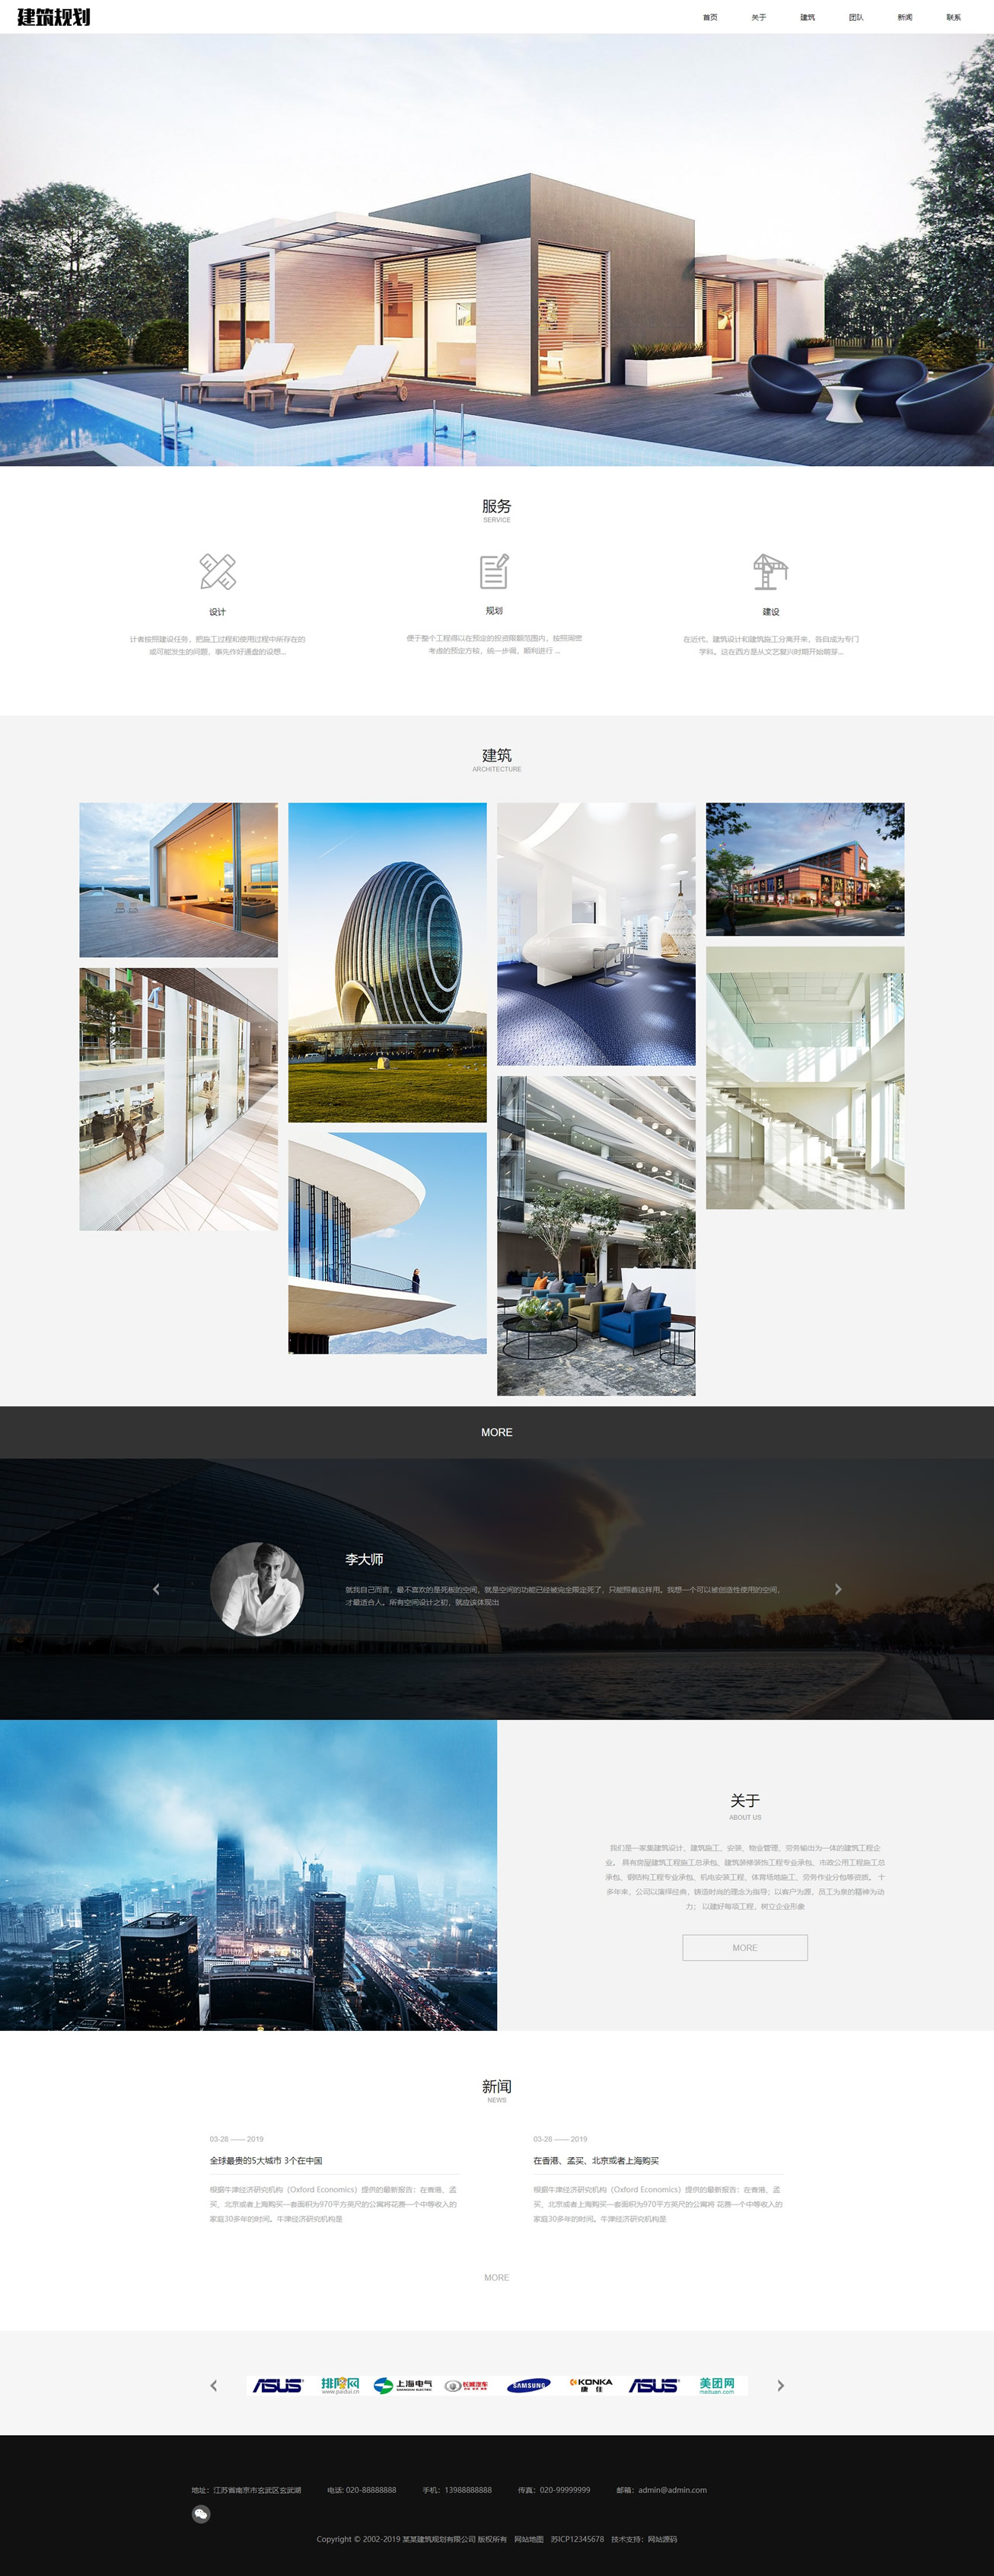 建筑规划
首页 关于 建筑 团队 新闻 联系
服务
SERVICE
设计
计者按照建设任务，把施工过程和使用过程中所存在的
或可能发生的问题，事先作好通盘的设想...
规划
便于整个工程得以在预定的投资限额范围内，按照周密
考虑的预定方桉，统一步调，顺利进行 ...
建设
在近代，建筑设计和建筑施工分离开来，各自成为专门
学科。这在西方是从文艺复兴时期开始萌芽...
建筑
ARCHITECTURE
MORE
李大师
就我自己而言，最不喜欢的是死板的空间，就是空间的功能已经被完全限定死了，只能照着这样用。我想一个可以被创造性使用的空间，
才最适合人。所有空间设计之初，就应该体现出
关于
ABOUT US
我们是一家集建筑设计、建筑施工、安装、物业管理、劳务输出为一体的建筑工程企
业。 具有房屋建筑工程施工总承包、建筑装修装饰工程专业承包、市政公用工程施工总
承包、钢结构工程专业承包、机电安装工程、体育场地施工、劳务作业分包等资质。 十
多年来，公司以演绎经典，铸造时尚的理念为指导；以客户为源，员工为泉的精神为动
力； 以建好每项工程，树立企业形象
MORE
新闻
NEWS
03-28 —— 2019
全球最贵的5大城市 3个在中国
根据牛津经济研究机构（Oxford Economics）提供的最新报告：在香港、孟
买、北京或者上海购买一套面积为970平方英尺的公寓将花费一个中等收入的
家庭30多年的时间。牛津经济研究机构是
03-28 —— 2019
在香港、孟买、北京或者上海购买
根据牛津经济研究机构（Oxford Economics）提供的最新报告：在香港、孟
买、北京或者上海购买一套面积为970平方英尺的公寓将 花费一个中等收入的
家庭30多年的时间。牛津经济研究机构是
MORE
ASUS 排队网 www.paidui.cn 上海电气 SHANGHAI ELECTRIC 长城汽车 SAMSUNG KONKA 康佳 ASUS 美团网 meituan.com
地址：江苏省南京市玄武区玄武湖 电话: 020-88888888 手机：13988888888 传真：020-99999999 邮箱：admin@admin.com
Copyright © 2002-2019 某某建筑规划有限公司 版权所有 网站地图 苏ICP12345678 技术支持：网站源码